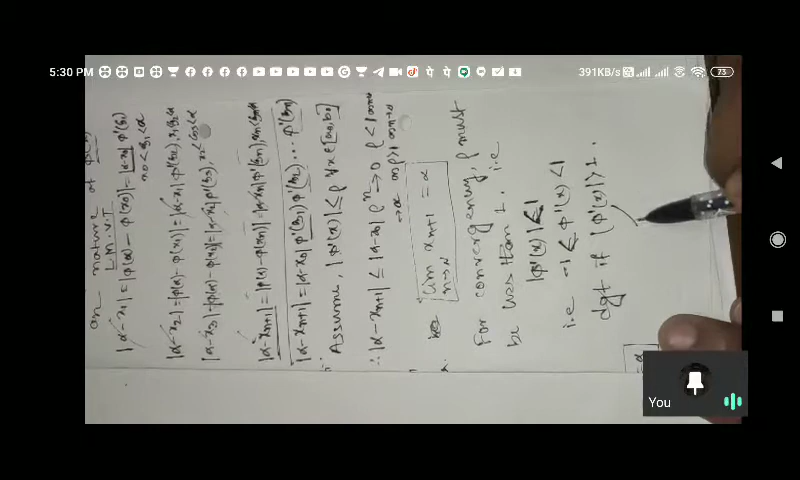 5:30 PM
391KB/s
73
on nature of
L.M.V.T
|α-x₁| = |φ(α) - φ(x₀)| = |α-x₀| φ'(ξ₁)
x₀ < ξ₁ < α
|α-x₂| = |φ(α) - φ(x₁)| = |α-x₁| φ'(ξ₂),
|α-x₃| = |φ(α) - φ(x₂)| = |α-x₂| φ'(ξ₃),
|α-xₙ₊₁| = |φ(α) - φ(xₙ)|
|α-xₙ₊₁| = |α-x₀| φ'(ξ₁) φ'(ξ₂) ... φ'(ξₙ)
Assume, |φ'(x)| ≤ ρ ∀ x ∈ [a₀, b₀]
∴ |α-xₙ₊₁| ≤ |α-x₀| ρⁿ → 0 ρ < 1
lim xₙ₊₁ = α
For convergency, ρ must
be less than 1. i.e
|φ'(x)| < 1
i.e -1 ≤ φ'(x) < 1
dgt if |φ'(x)| > 1.
You